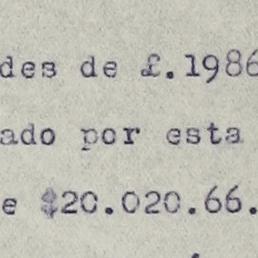 des de £.1986
ado por esta
e $20.020.66.